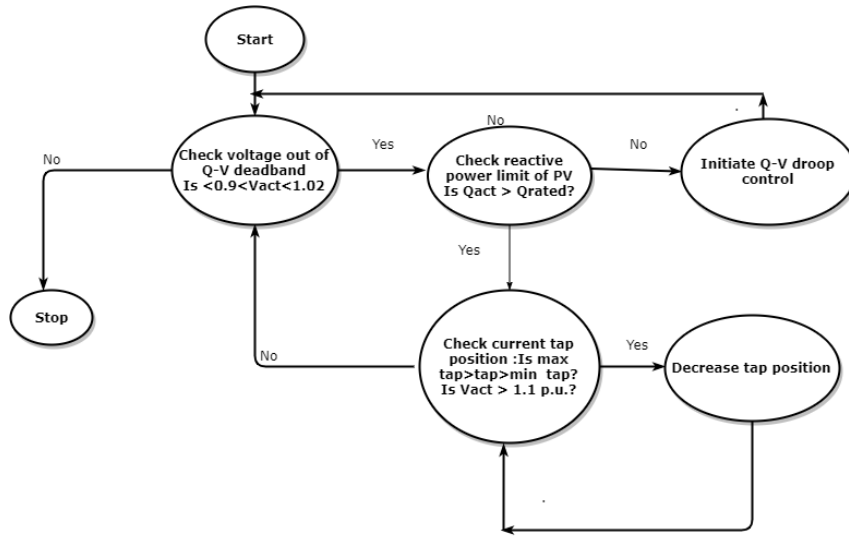 Start
No
Yes
No
No
Check voltage out of
Q-V deadband
Is <0.9<Vact<1.02
Check reactive
power limit of PV
Is Qact > Qrated?
Initiate Q-V droop
control
Yes
Stop
Check current tap
position :Is max
tap>tap>min tap?
Is Vact > 1.1 p.u.?
No
Yes
Decrease tap position